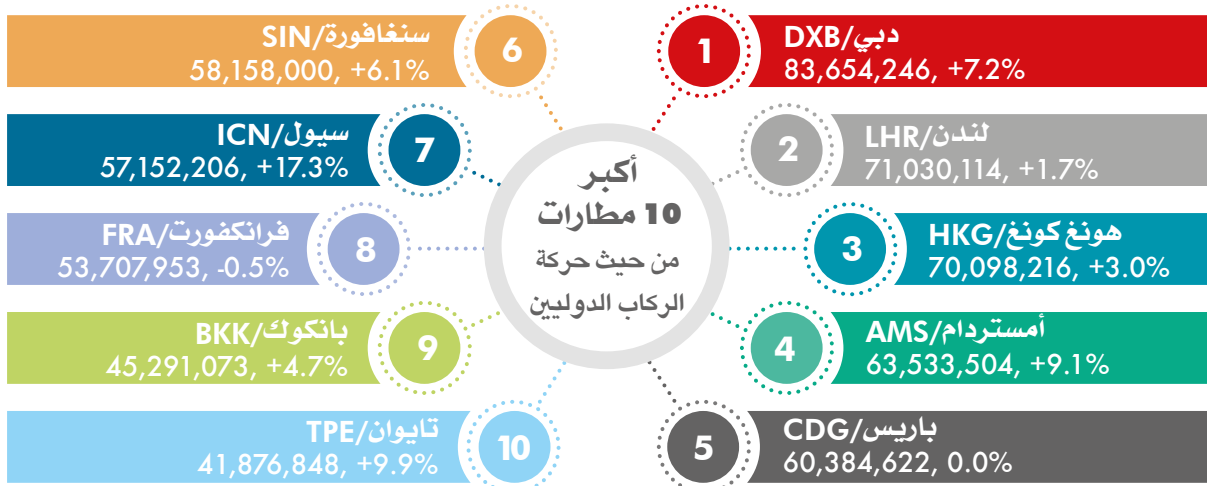 أكبر
10 مطارات
من حيث حركة
الركاب الدوليين
1
دبي/DXB
83,654,246, +7.2%
2
لندن/LHR
71,030,114, +1.7%
3
هونغ كونغ/HKG
70,098,216, +3.0%
4
أمستردام/AMS
63,533,504, +9.1%
5
باريس/CDG
60,384,622, 0.0%
6
سنغافورة/SIN
58,158,000, +6.1%
7
سيول/ICN
57,152,206, +17.3%
8
فرانكفورت/FRA
53,707,953, -0.5%
9
بانكوك/BKK
45,291,073, +4.7%
10
تايوان/TPE
41,876,848, +9.9%